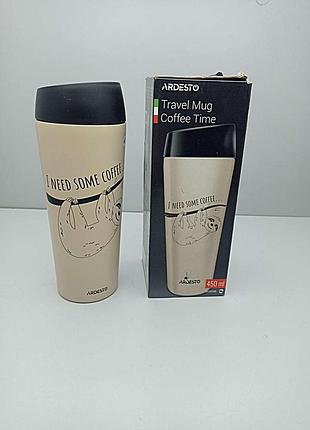 I NEED SOME COFFEE...
ARDESTO
ARDESTO
Travel Mug
Coffee Time
I NEED SOME COFFEE...
ARDESTO
450 ml